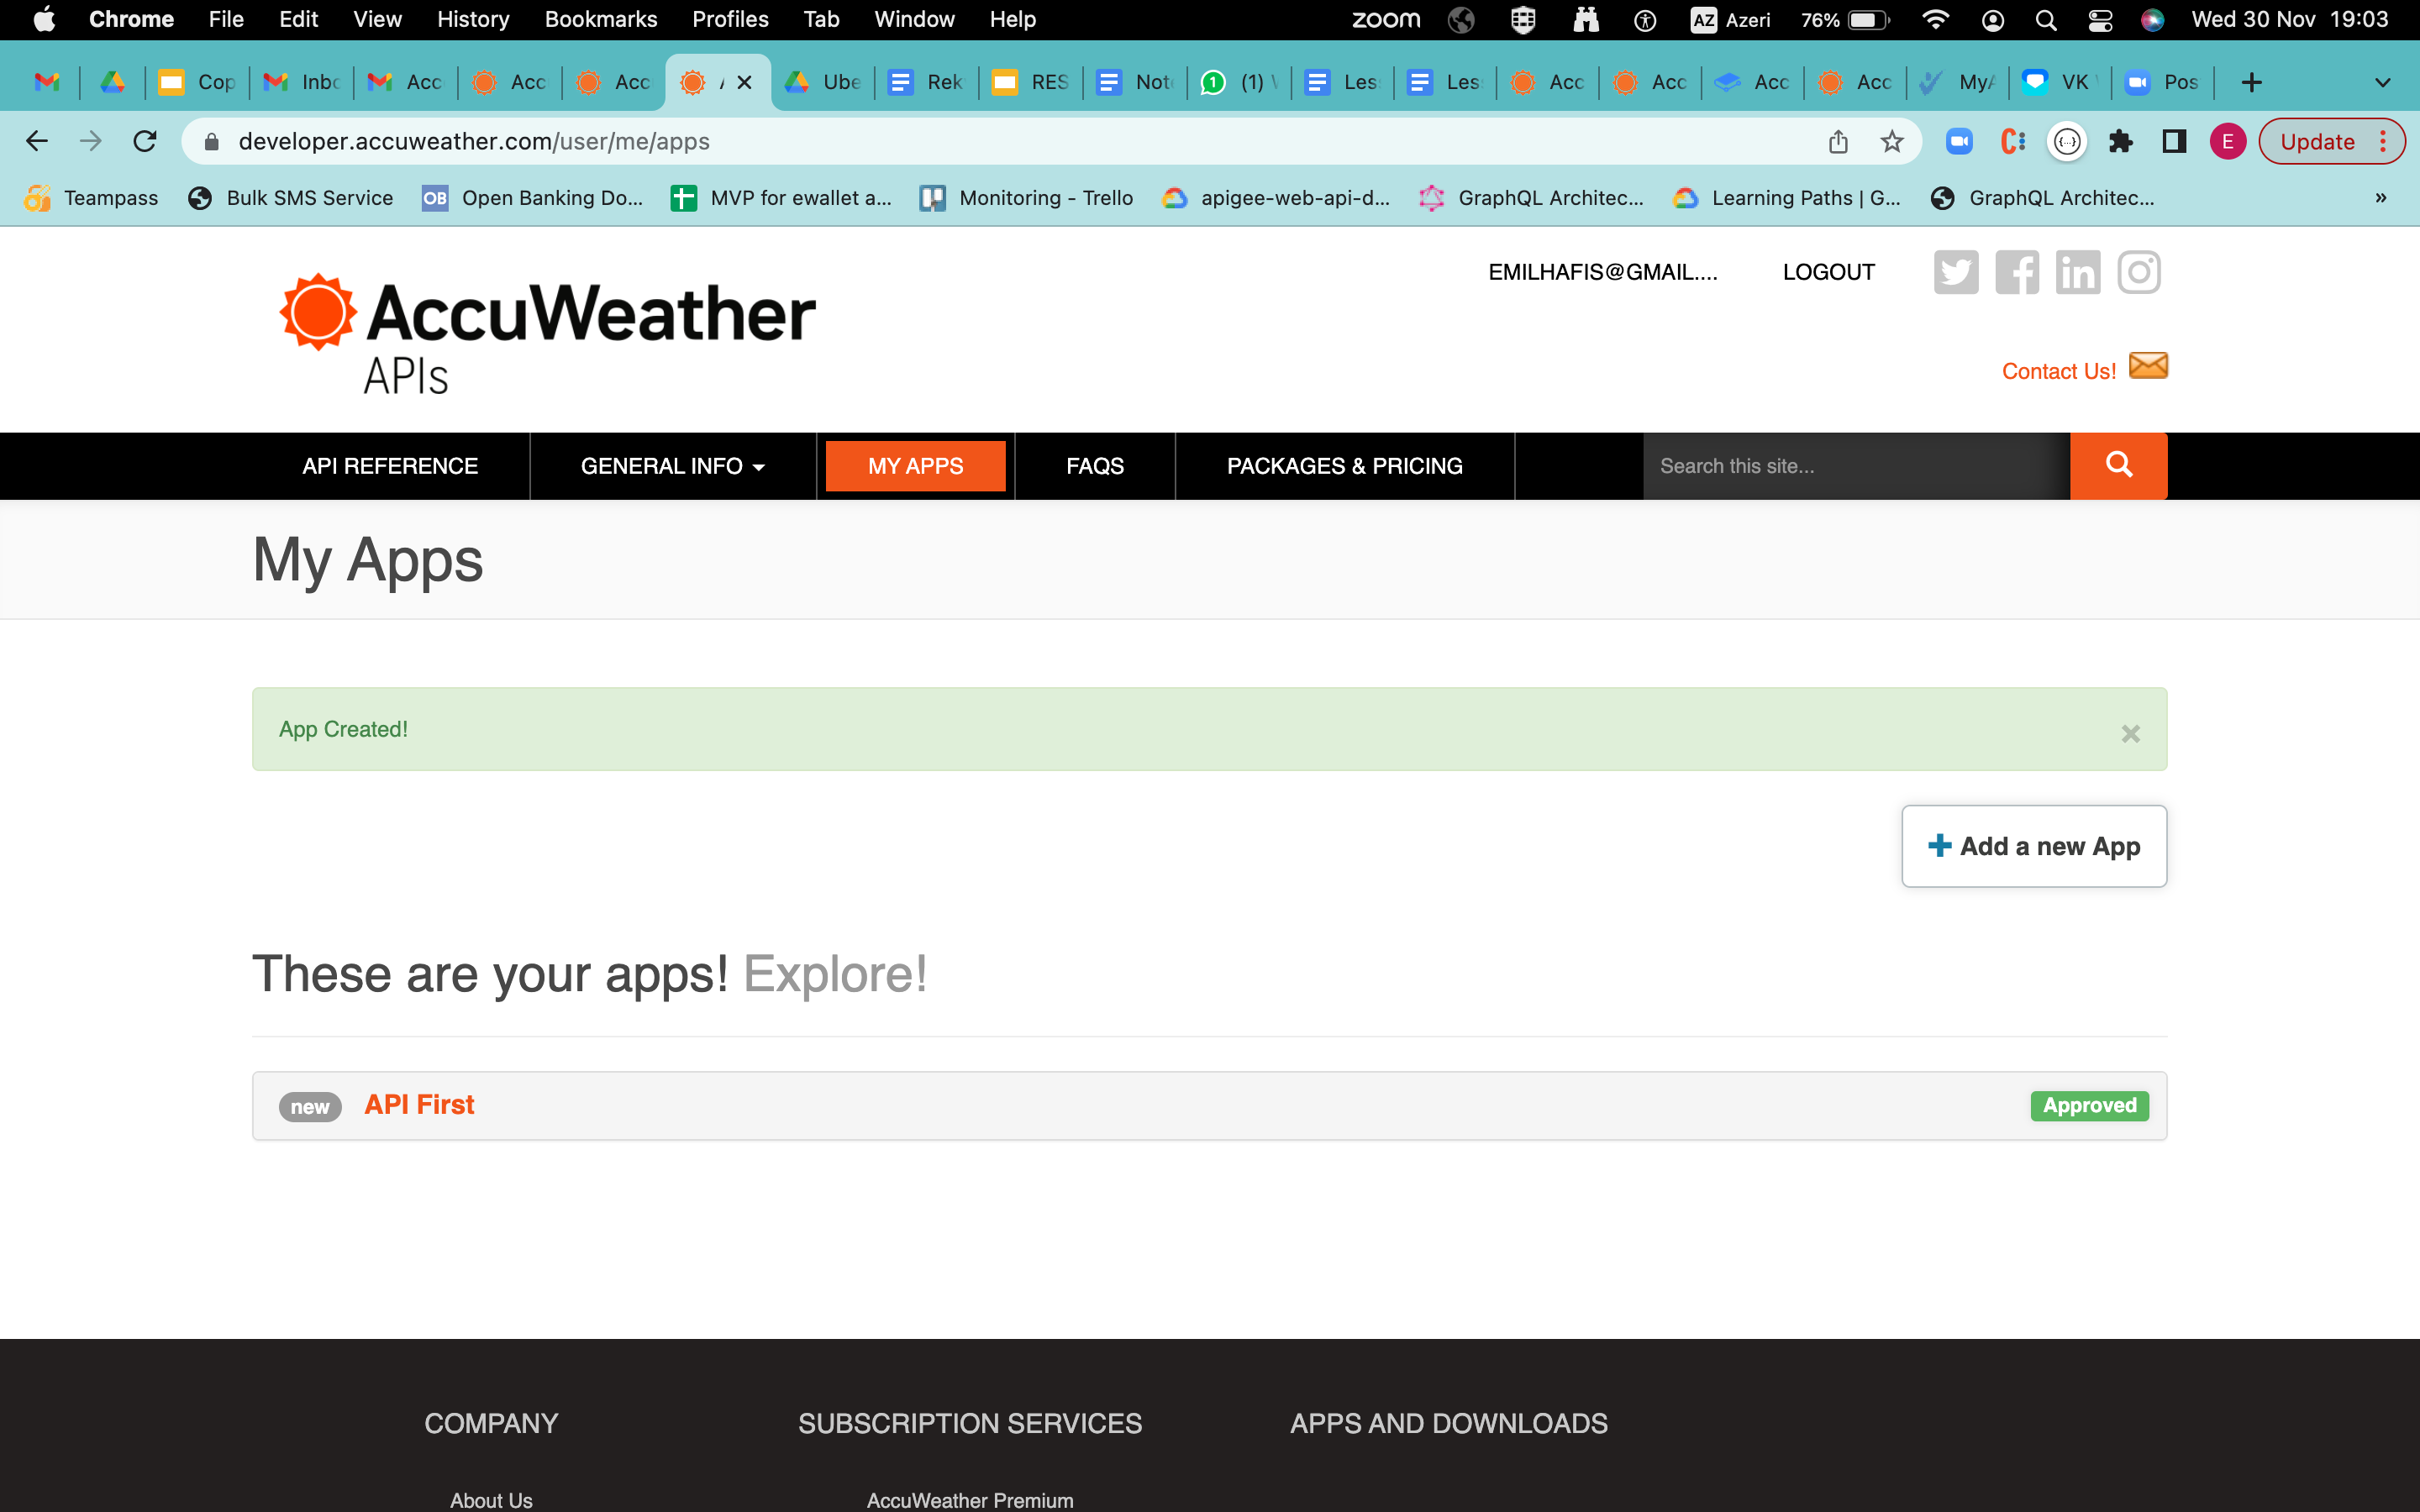 Chrome File Edit View History Bookmarks Profiles Tab Window Help zoom AZ Azeri 76% Wed 30 Nov 19:03
Cop Inbc Acc Acc Acc Ube Rek RES Not 1 (1) Les Les Acc Acc Acc Acc MyA VK Pos
developer.accuweather.com/user/me/apps E Update
Teampass Bulk SMS Service OB Open Banking Do... MVP for ewallet a... Monitoring - Trello apigee-web-api-d... GraphQL Architec... Learning Paths | G... GraphQL Architec... »
EMILHAFIS@GMAIL.... LOGOUT
AccuWeather
APIs
Contact Us!
API REFERENCE GENERAL INFO MY APPS FAQS PACKAGES & PRICING Search this site...
My Apps
App Created! ×
Add a new App
These are your apps! Explore!
new API First Approved
COMPANY SUBSCRIPTION SERVICES APPS AND DOWNLOADS
About Us AccuWeather Premium